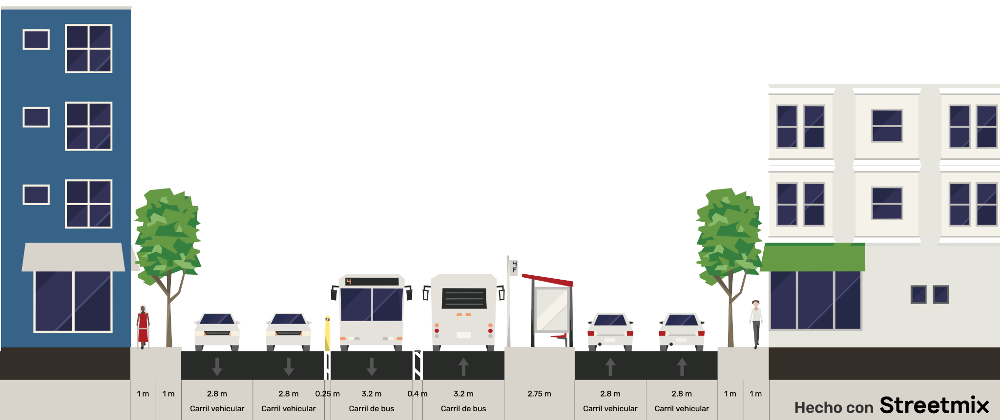 4
F
4
1 m
1 m
2.8 m
2.8 m
0.25 m
3.2 m
0.4 m
3.2 m
2.75 m
2.8 m
2.8 m
1 m
1 m
Carril vehicular
Carril vehicular
Carril de bus
Carril de bus
Carril vehicular
Carril vehicular
Hecho con Streetmix